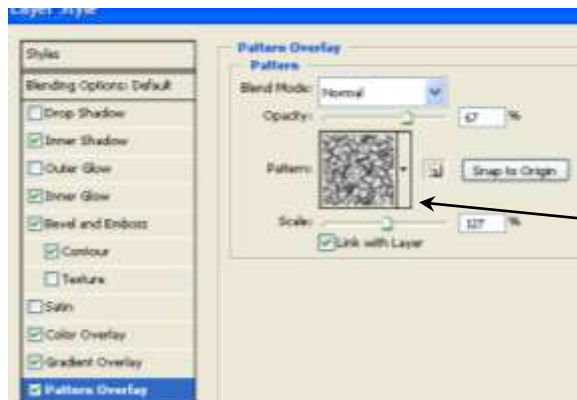 Layer Style
Styles
Blending Options: Default
Drop Shadow
Inner Shadow
Outer Glow
Inner Glow
Bevel and Emboss
Contour
Texture
Satin
Color Overlay
Gradient Overlay
Pattern Overlay
Pattern Overlay
Pattern
Blend Mode: Normal
Opacity: 67 %
Pattern: Snap to Origin
Scale: 127 %
Link with Layer